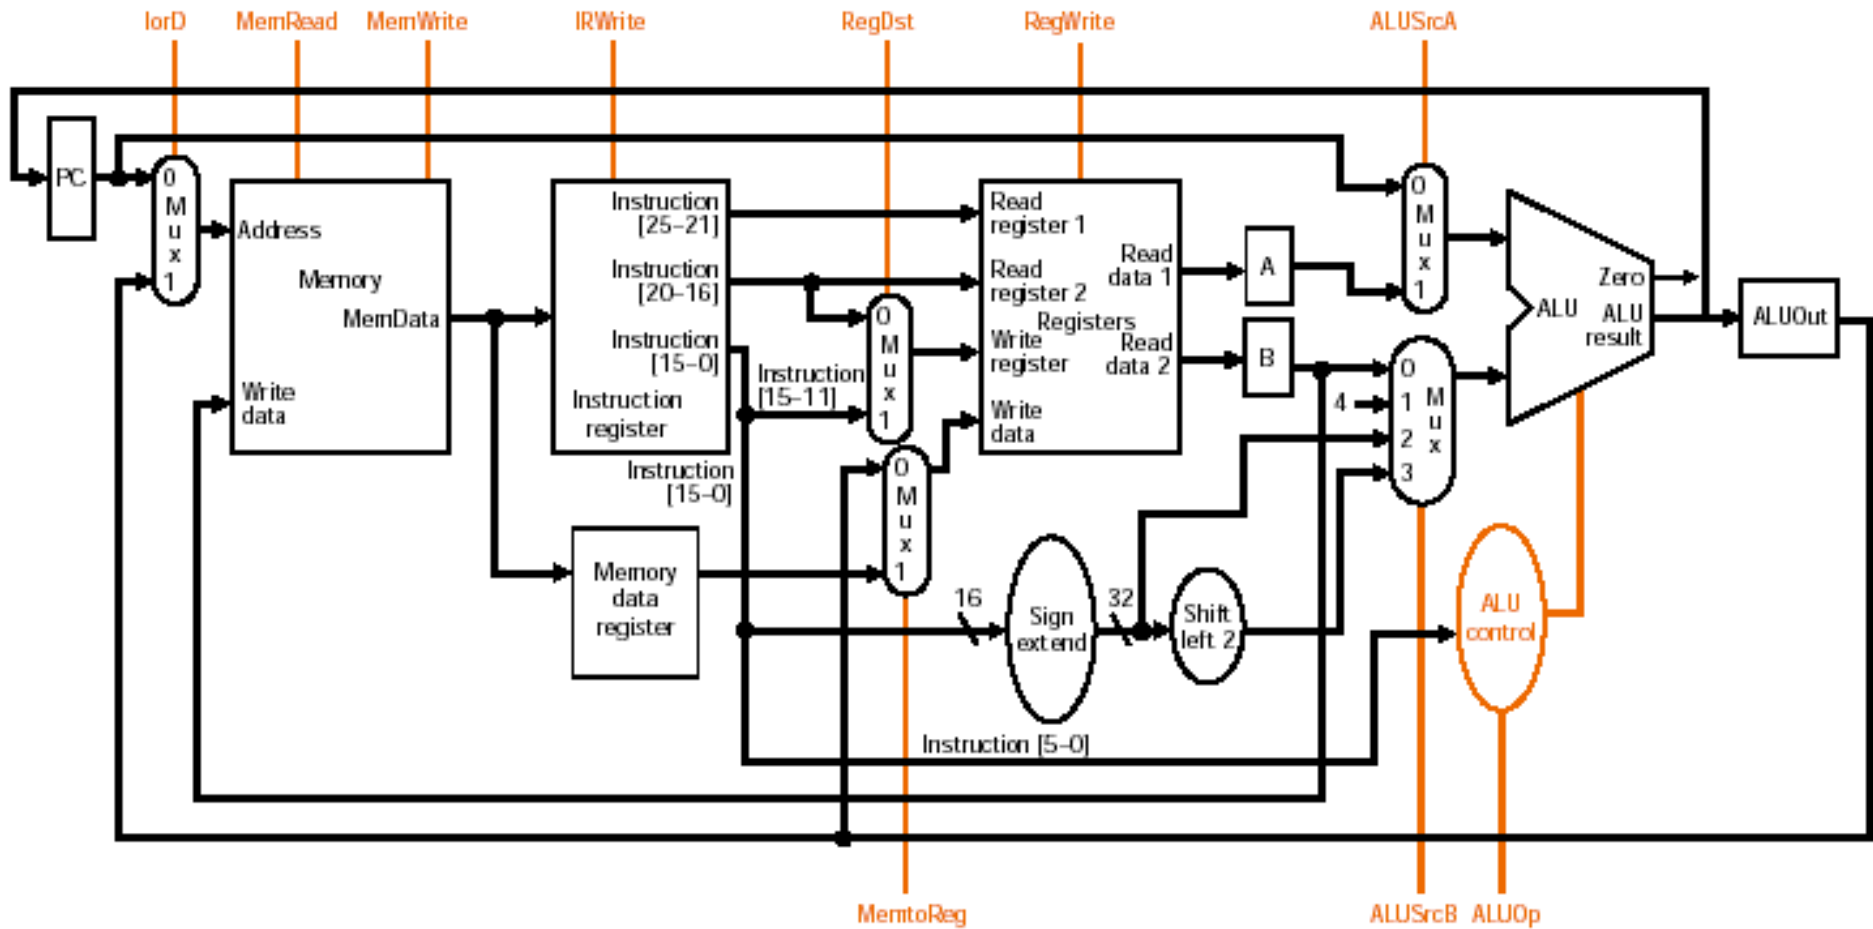 IorD
MemRead
MemWrite
IRWrite
RegDst
RegWrite
ALUSrcA
PC
0
M
u
x
1
Address
Memory
MemData
Write
data
Instruction
[25–21]
Instruction
[20–16]
Instruction
[15–0]
Instruction
register
Instruction
[15–0]
Instruction
[15–11]
0
M
u
x
1
0
M
u
x
1
Memory
data
register
Read
register 1
Read
register 2
Registers
Write
register
Write
data
Read
data 1
Read
data 2
A
B
4
0
M
u
x
1
0
1
2
3
M
u
x
Zero
ALU
ALU
result
ALUOut
16
Sign
extend
32
Shift
left 2
ALU
control
Instruction [5–0]
MemtoReg
ALUSrcB
ALUOp